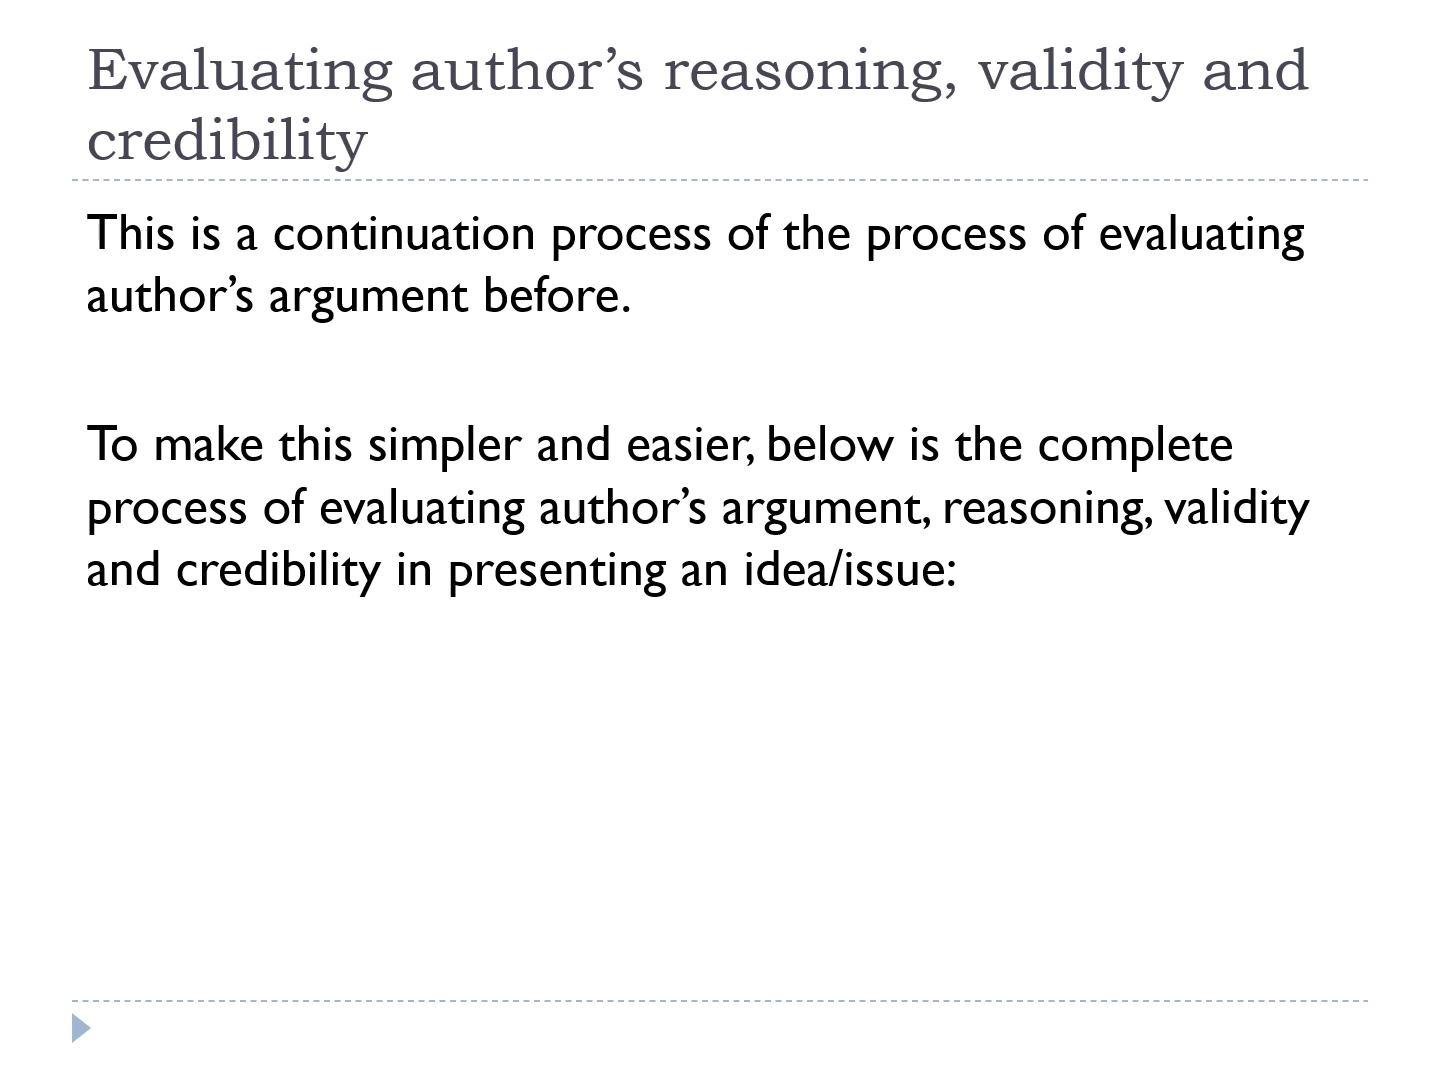 Evaluating author’s reasoning, validity and
credibility
This is a continuation process of the process of evaluating
author’s argument before.
To make this simpler and easier, below is the complete
process of evaluating author’s argument, reasoning, validity
and credibility in presenting an idea/issue: